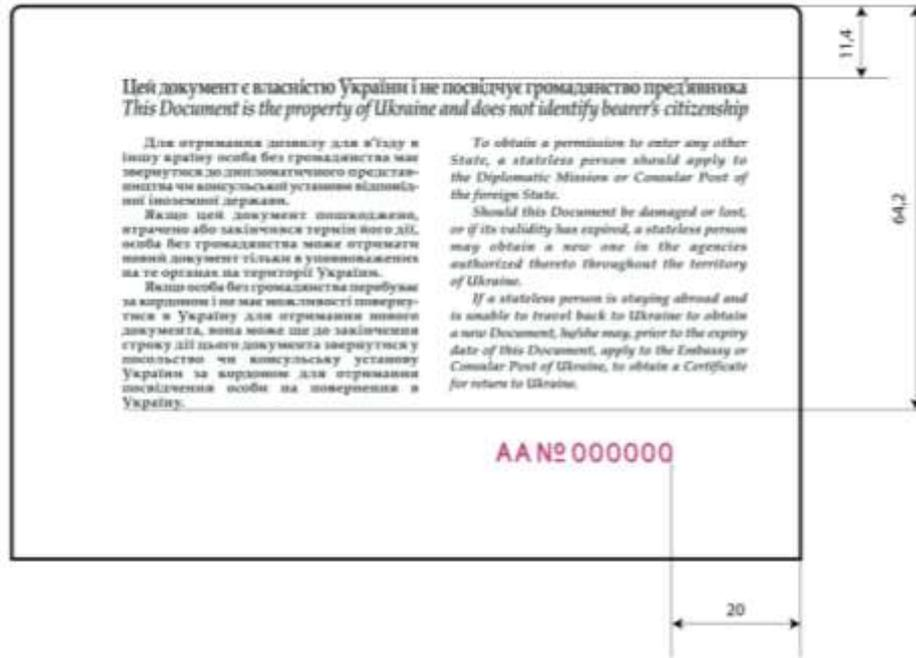 Цей документ є власністю України і не посвідчує громадянство пред'явника
This Document is the property of Ukraine and does not identify bearer's citizenship
Для отримання дозволу для в'їзду в
іншу країну особа без громадянства має
звернутися до дипломатичного представ-
ництва чи консульської установи відповід-
ної іноземної держави.
Якщо цей документ пошкоджено,
втрачено або закінчився термін його дії,
особа без громадянства може отримати
новий документ тільки в уповноважених
на те органах на території України.
Якщо особа без громадянства перебуває
за кордоном і не має можливості поверну-
тися в Україну для отримання нового
документа, вона може ще до закінчення
строку дії цього документа звернутися у
посольство чи консульську установу
України за кордоном для отримання
посвідчення особи на повернення в
Україну.
To obtain a permission to enter any other
State, a stateless person should apply to
the Diplomatic Mission or Consular Post of
the foreign State.
Should this Document be damaged or lost,
or if its validity has expired, a stateless person
may obtain a new one in the agencies
authorized thereto throughout the territory
of Ukraine.
If a stateless person is staying abroad and
is unable to travel back to Ukraine to obtain
a new Document, he/she may, prior to the expiry
date of this Document, apply to the Embassy or
Consular Post of Ukraine, to obtain a Certificate
for return to Ukraine.
AA№000000
11,4
64,2
20